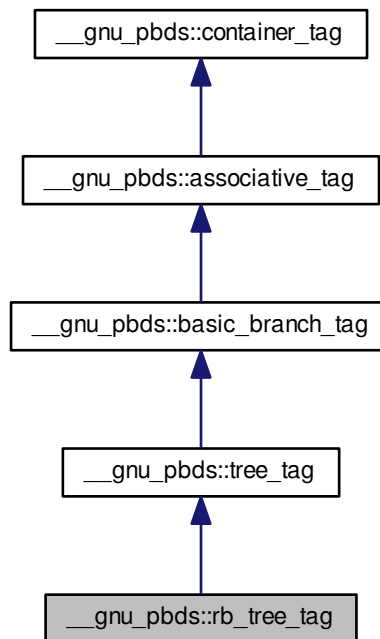 __gnu_pbds::container_tag
__gnu_pbds::associative_tag
__gnu_pbds::basic_branch_tag
__gnu_pbds::tree_tag
__gnu_pbds::rb_tree_tag